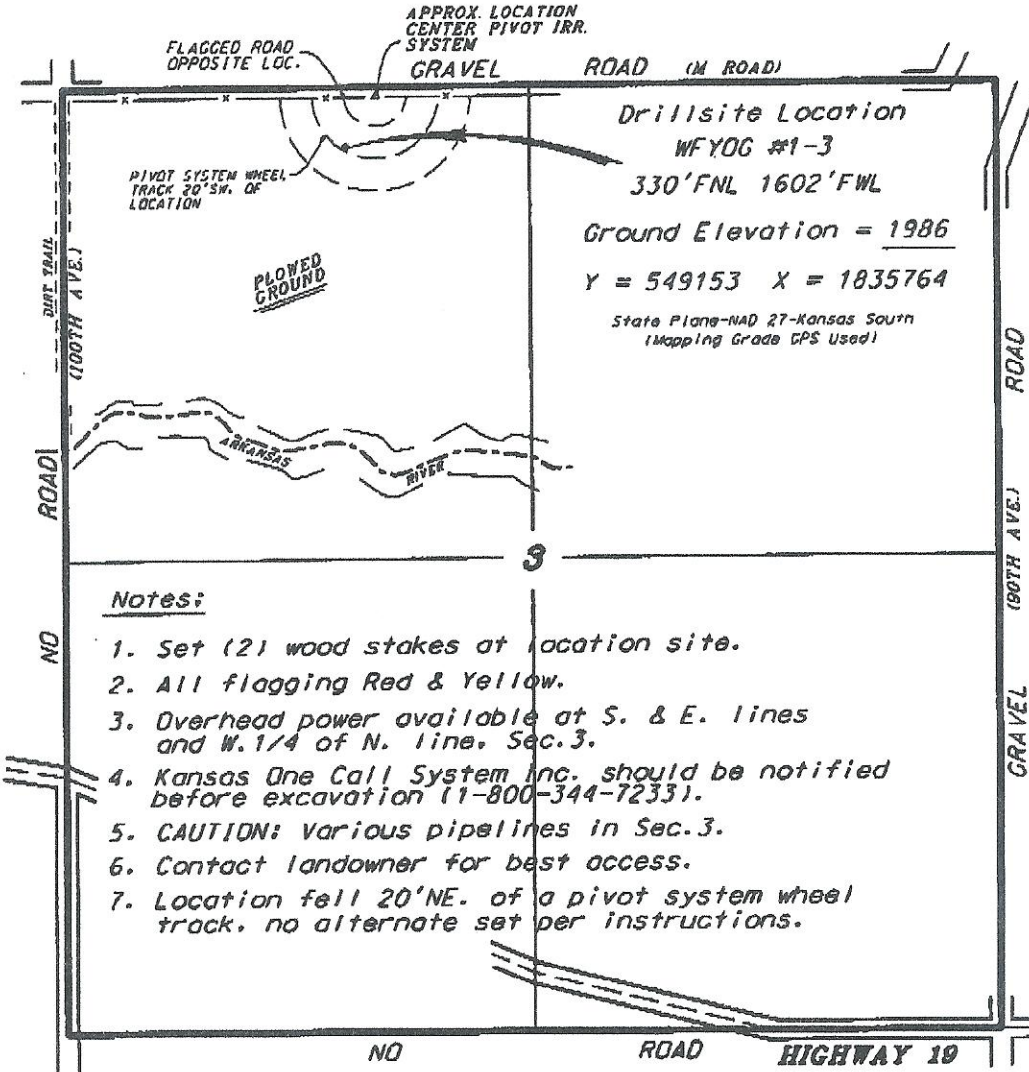 APPROX. LOCATION
CENTER PIVOT IRR.
SYSTEM
FLAGGED ROAD
OPPOSITE LOC.
GRAVEL ROAD (M ROAD)
Drillsite Location
WFYOG #1-3
330'FNL 1602'FWL
Ground Elevation = 1986
Y = 549153 X = 1835764
State Plane-NAD 27-Kansas South
(Mapping Grade GPS Used)
PIVOT SYSTEM WHEEL
TRACK 20'SW. OF
LOCATION
PLOWED
GROUND
DIRT TRAIL
(100TH AVE.)
NO ROAD
ARKANSAS RIVER
GRAVEL (90TH AVE.) ROAD
3
Notes:
1. Set (2) wood stakes at location site.
2. All flagging Red & Yellow.
3. Overhead power available at S. & E. lines
and W.1/4 of N. line. Sec.3.
4. Kansas One Call System Inc. should be notified
before excavation (1-800-344-7233).
5. CAUTION: Various pipelines in Sec.3.
6. Contact landowner for best access.
7. Location fell 20'NE. of a pivot system wheel
track. no alternate set per instructions.
NO ROAD HIGHWAY 19